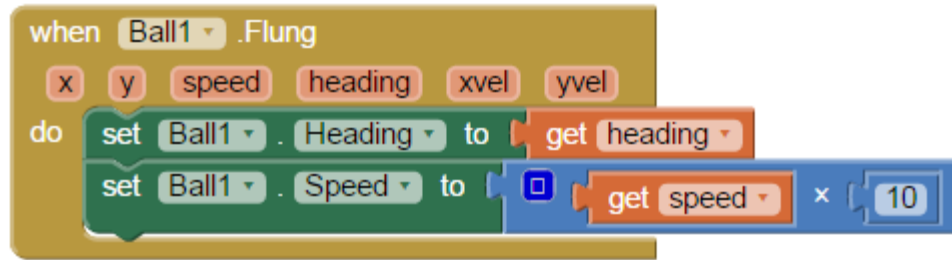 when Ball1 .Flung
x y speed heading xvel yvel
do set Ball1 . Heading to get heading
set Ball1 . Speed to get speed × 10